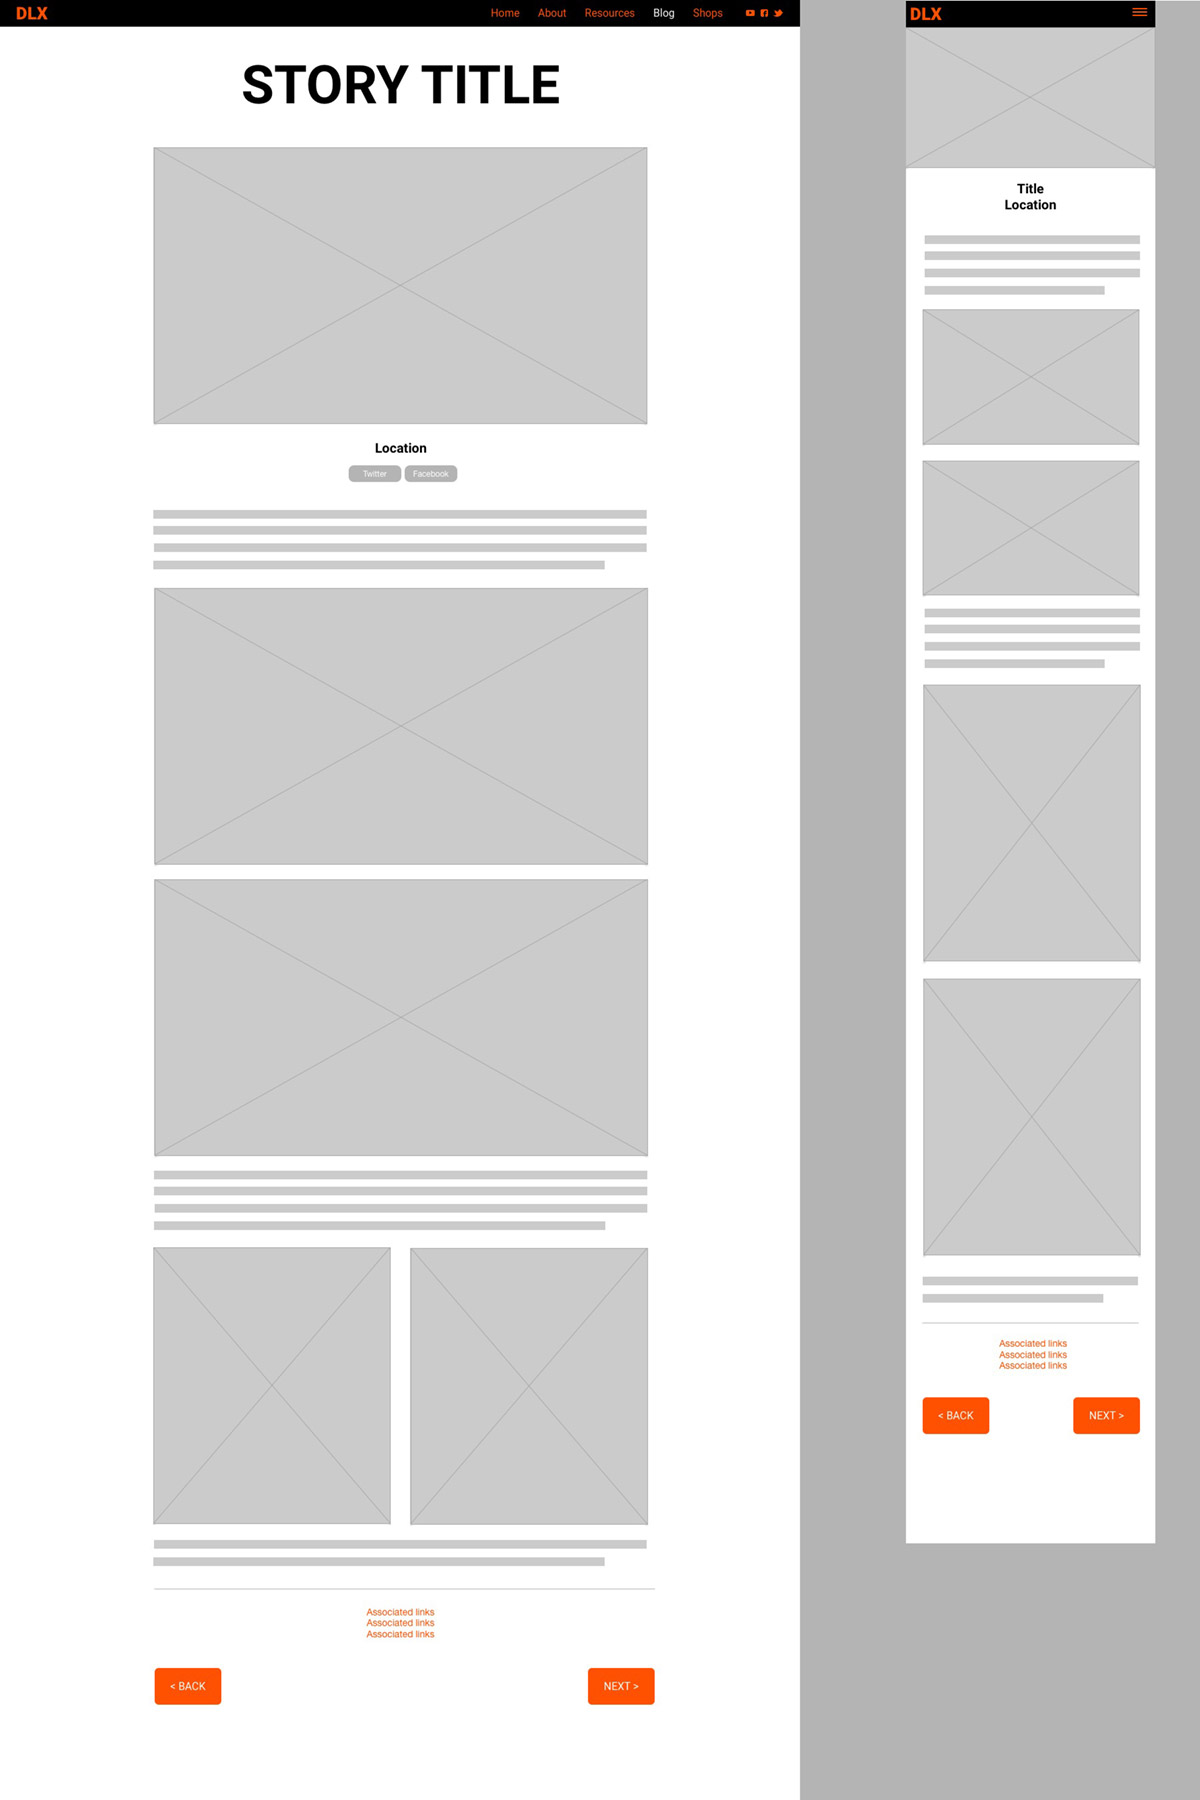 DLX
Home About Resources Blog Shops
STORY TITLE
Location
Twitter Facebook
Associated links
Associated links
Associated links
< BACK NEXT >
DLX
Title
Location
Associated links
Associated links
Associated links
< BACK NEXT >